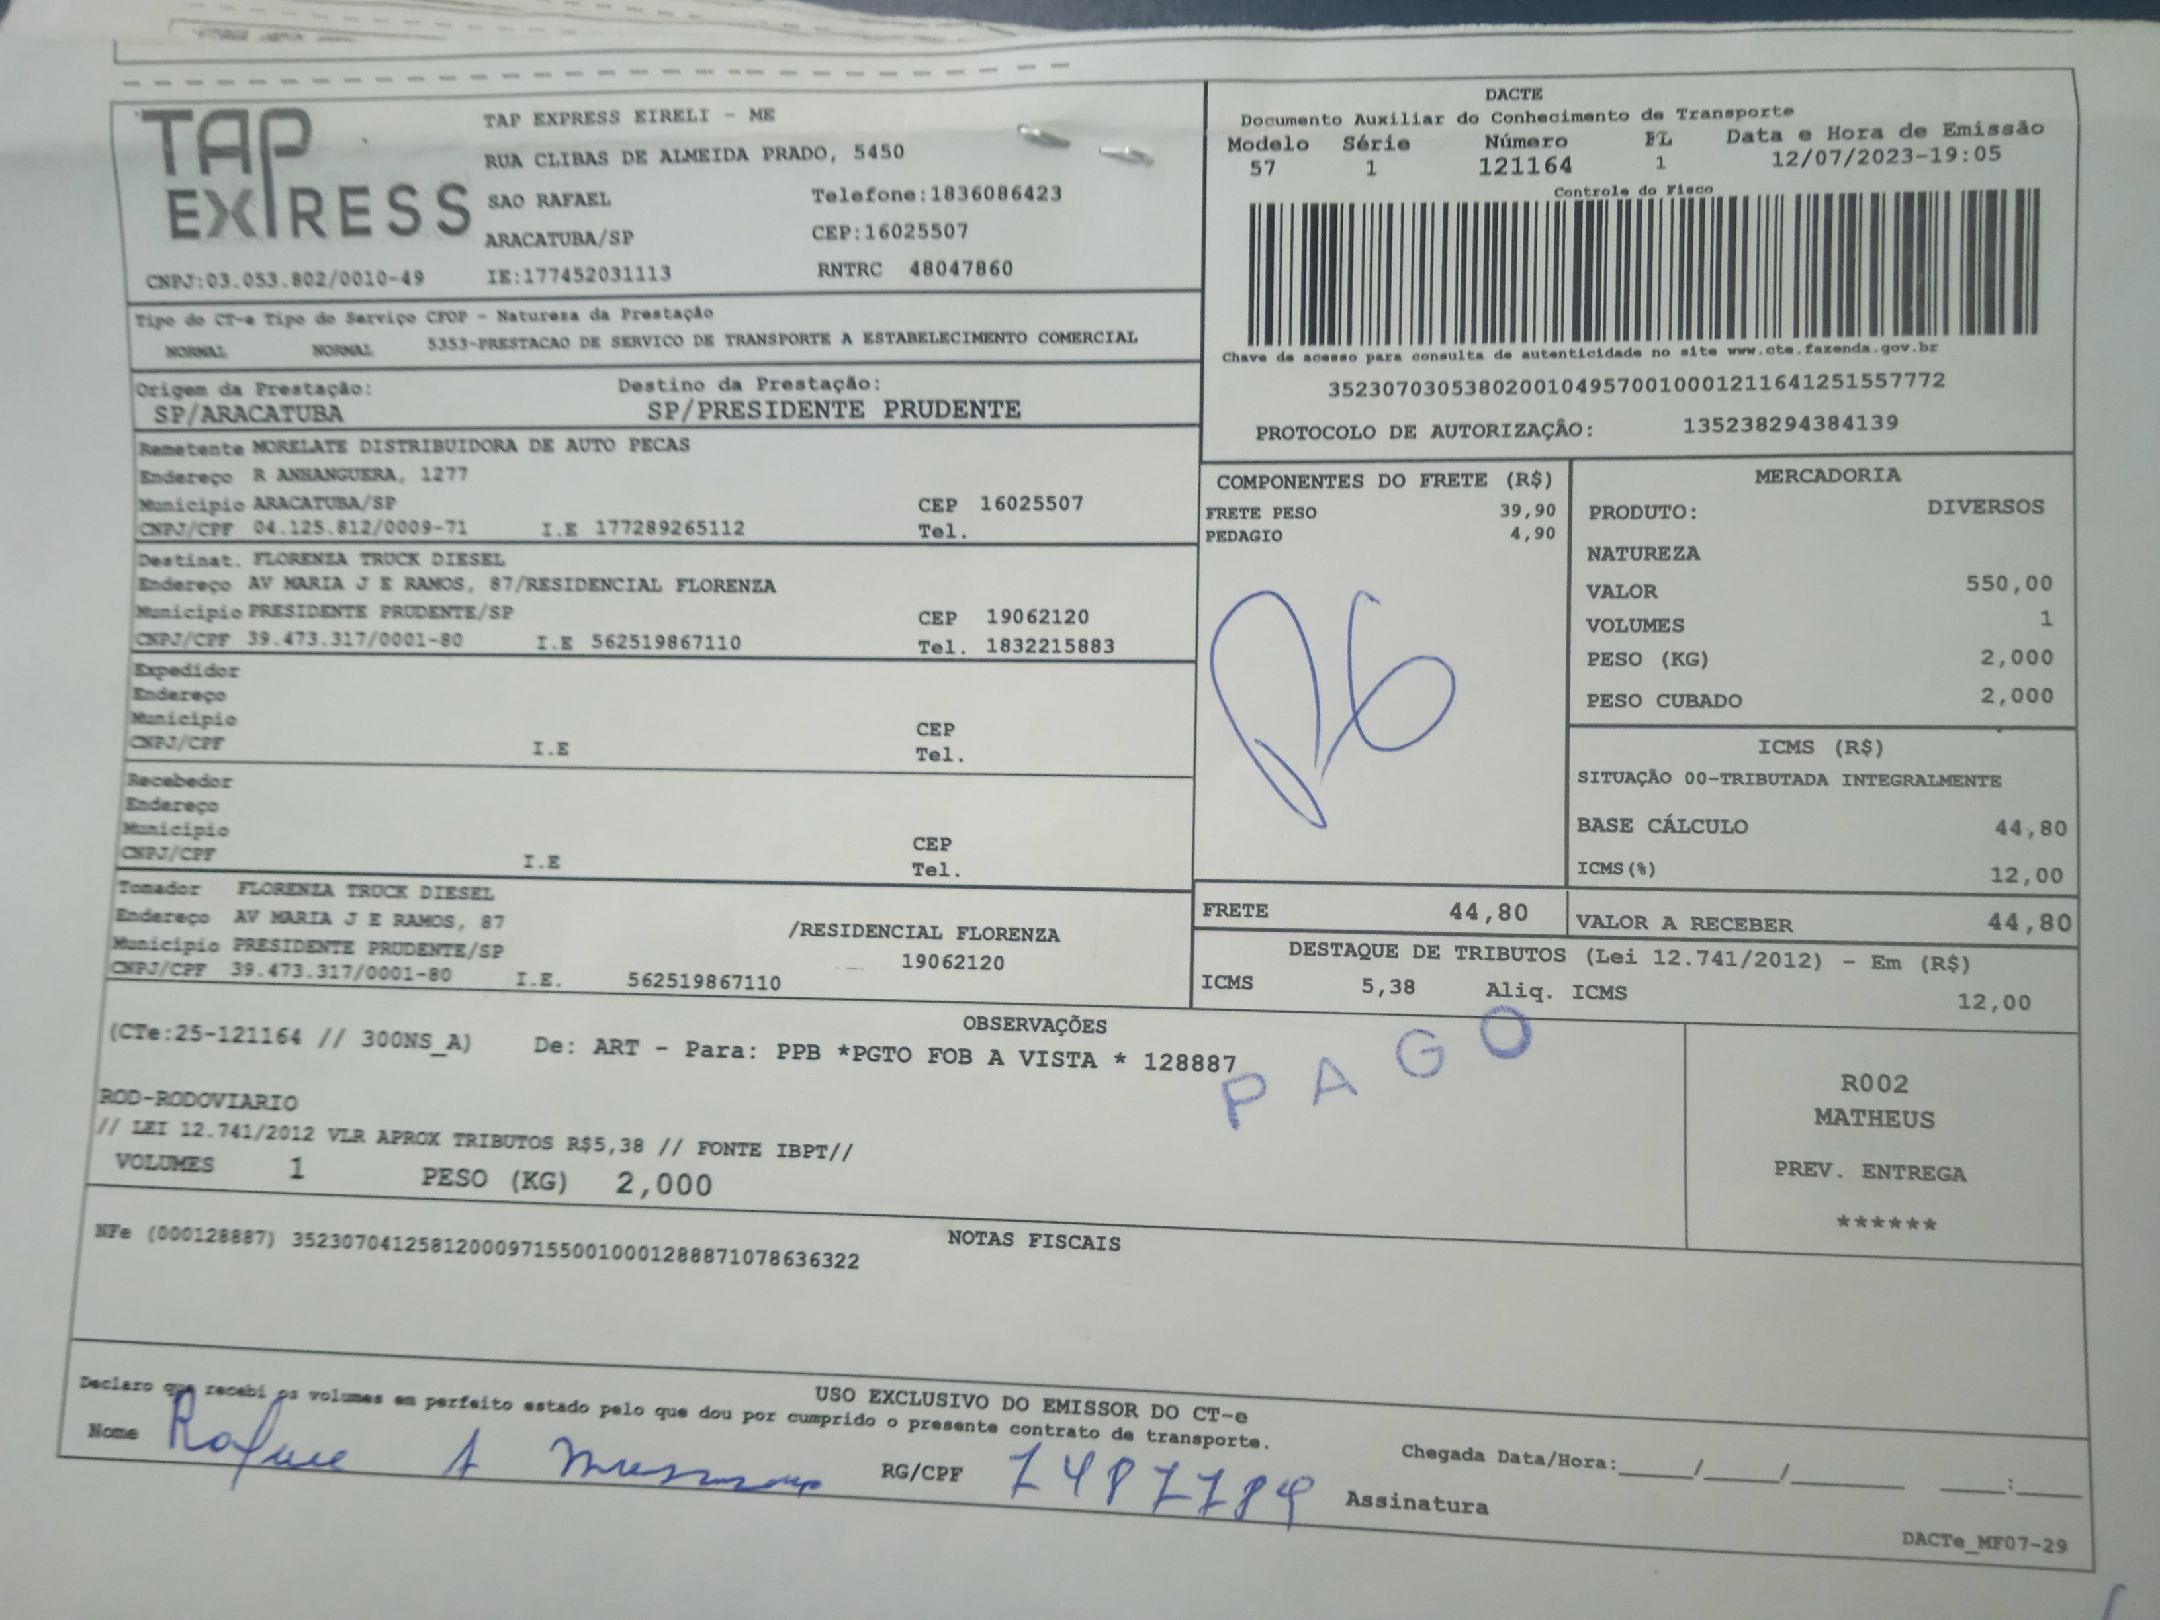 TAP
EXPRESS
CNPJ:03.053.802/0010-49
TAP EXPRESS EIRELI - ME
RUA CLIBAS DE ALMEIDA PRADO, 5450
SAO RAFAEL Telefone:1836086423
ARACATUBA/SP CEP:16025507
IE:177452031113 RNTRC 48047860
DACTE
Documento Auxiliar do Conhecimento de Transporte
Modelo Série Número FL Data e Hora de Emissão
57 1 121164 1 12/07/2023-19:05
Controle do Fisco
Chave de acesso para consulta de autenticidade no site www.cte.fazenda.gov.br
35230703053802001049570010001211641251557772
PROTOCOLO DE AUTORIZAÇÃO: 135238294384139
Tipo do CT-e Tipo do Serviço CFOP - Natureza da Prestação
NORMAL NORMAL 5353-PRESTACAO DE SERVICO DE TRANSPORTE A ESTABELECIMENTO COMERCIAL
Origem da Prestação: Destino da Prestação:
SP/ARACATUBA SP/PRESIDENTE PRUDENTE
Remetente MORELATE DISTRIBUIDORA DE AUTO PECAS
Endereço R ANHANGUERA, 1277
Municipio ARACATUBA/SP CEP 16025507
CNPJ/CPF 04.125.812/0009-71 I.E 177289265112 Tel.
Destinat. FLORENZA TRUCK DIESEL
Endereço AV MARIA J E RAMOS, 87/RESIDENCIAL FLORENZA
Municipio PRESIDENTE PRUDENTE/SP CEP 19062120
CNPJ/CPF 39.473.317/0001-80 I.E 562519867110 Tel. 1832215883
Expedidor
Endereço
Municipio CEP
CNPJ/CPF I.E Tel.
Recebedor
Endereço
Municipio CEP
CNPJ/CPF I.E Tel.
Tomador FLORENZA TRUCK DIESEL
Endereço AV MARIA J E RAMOS, 87 /RESIDENCIAL FLORENZA
Municipio PRESIDENTE PRUDENTE/SP 19062120
CNPJ/CPF 39.473.317/0001-80 I.E. 562519867110
COMPONENTES DO FRETE (R$)
FRETE PESO 39,90
PEDAGIO 4,90
MERCADORIA
PRODUTO: DIVERSOS
NATUREZA
VALOR 550,00
VOLUMES 1
PESO (KG) 2,000
PESO CUBADO 2,000
ICMS (R$)
SITUAÇÃO 00-TRIBUTADA INTEGRALMENTE
BASE CÁLCULO 44,80
ICMS(%) 12,00
FRETE 44,80 VALOR A RECEBER 44,80
DESTAQUE DE TRIBUTOS (Lei 12.741/2012) - Em (R$)
ICMS 5,38 Aliq. ICMS 12,00
OBSERVAÇÕES
(CTe:25-121164 // 300NS_A) De: ART - Para: PPB *PGTO FOB A VISTA * 128887
PAGO
ROD-RODOVIARIO
// LEI 12.741/2012 VLR APROX TRIBUTOS R$5,38 // FONTE IBPT//
VOLUMES 1 PESO (KG) 2,000
R002
MATHEUS
PREV. ENTREGA
******
NOTAS FISCAIS
NFe (000128887) 35230704125812000971550010001288871078636322
USO EXCLUSIVO DO EMISSOR DO CT-e
Declaro que recebi os volumes em perfeito estado pelo que dou por cumprido o presente contrato de transporte.
Nome RG/CPF Assinatura
Chegada Data/Hora:_____/_____/_______ ____:____
DACTe_MF07-29